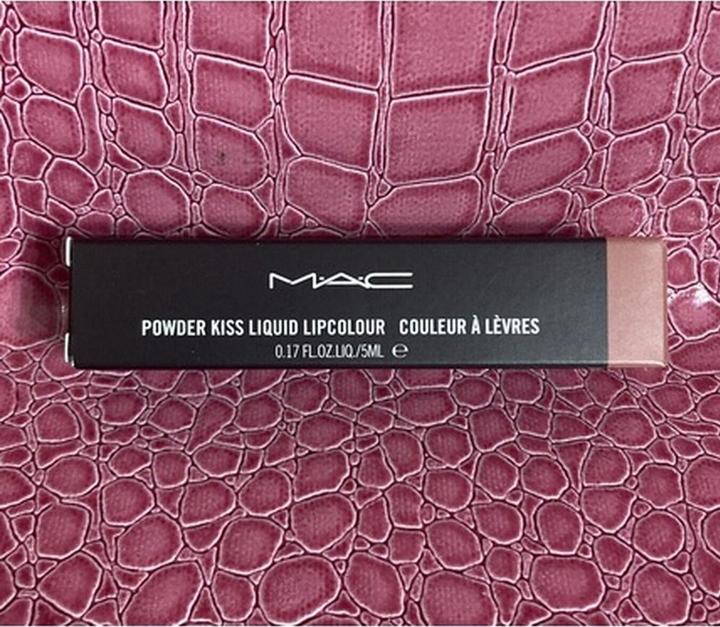 MAC
POWDER KISS LIQUID LIPCOLOUR COULEUR À LÈVRES
0.17 FL.OZ.LIQ./5ML ℮